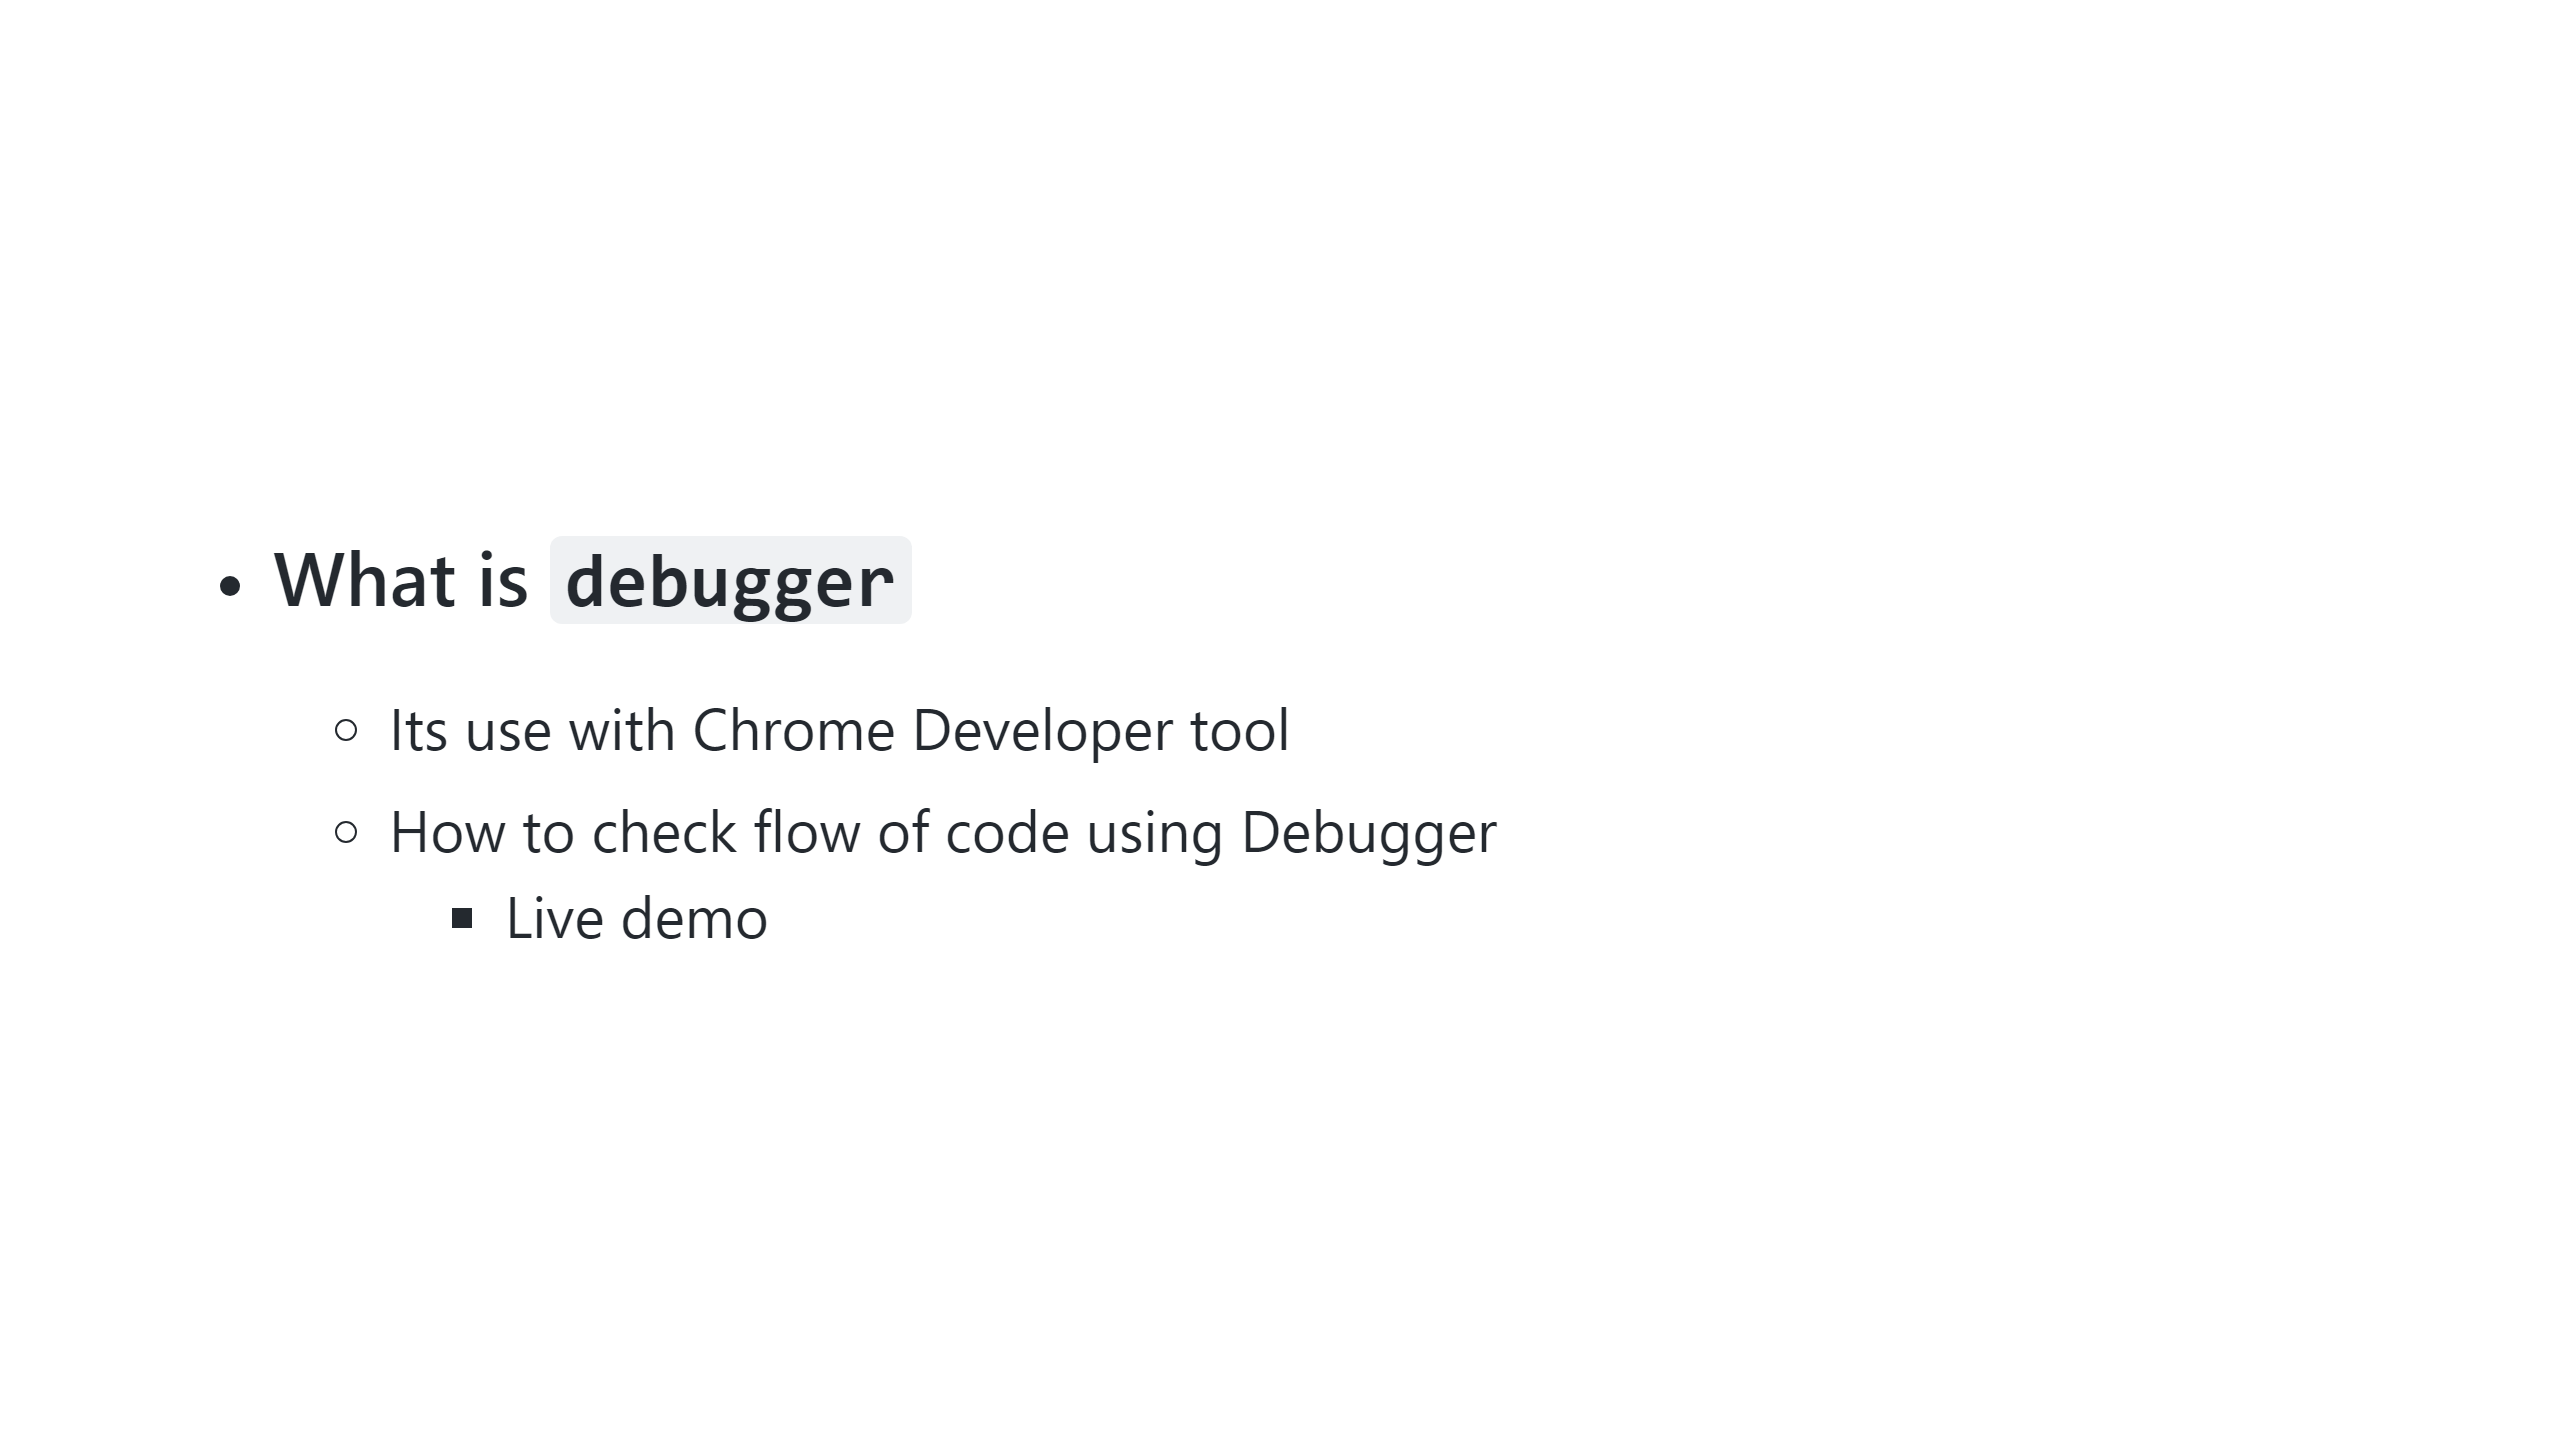 What is debugger
Its use with Chrome Developer tool
How to check flow of code using Debugger
Live demo